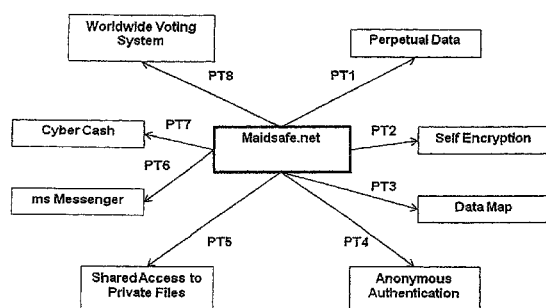 Worldwide Voting
System
Perpetual Data
PT8
PT1
Cyber Cash
PT7
Maidsafe.net
PT2
Self Encryption
PT6
ms Messenger
PT3
Data Map
PT5
PT4
Shared Access to
Private Files
Anonymous
Authentication